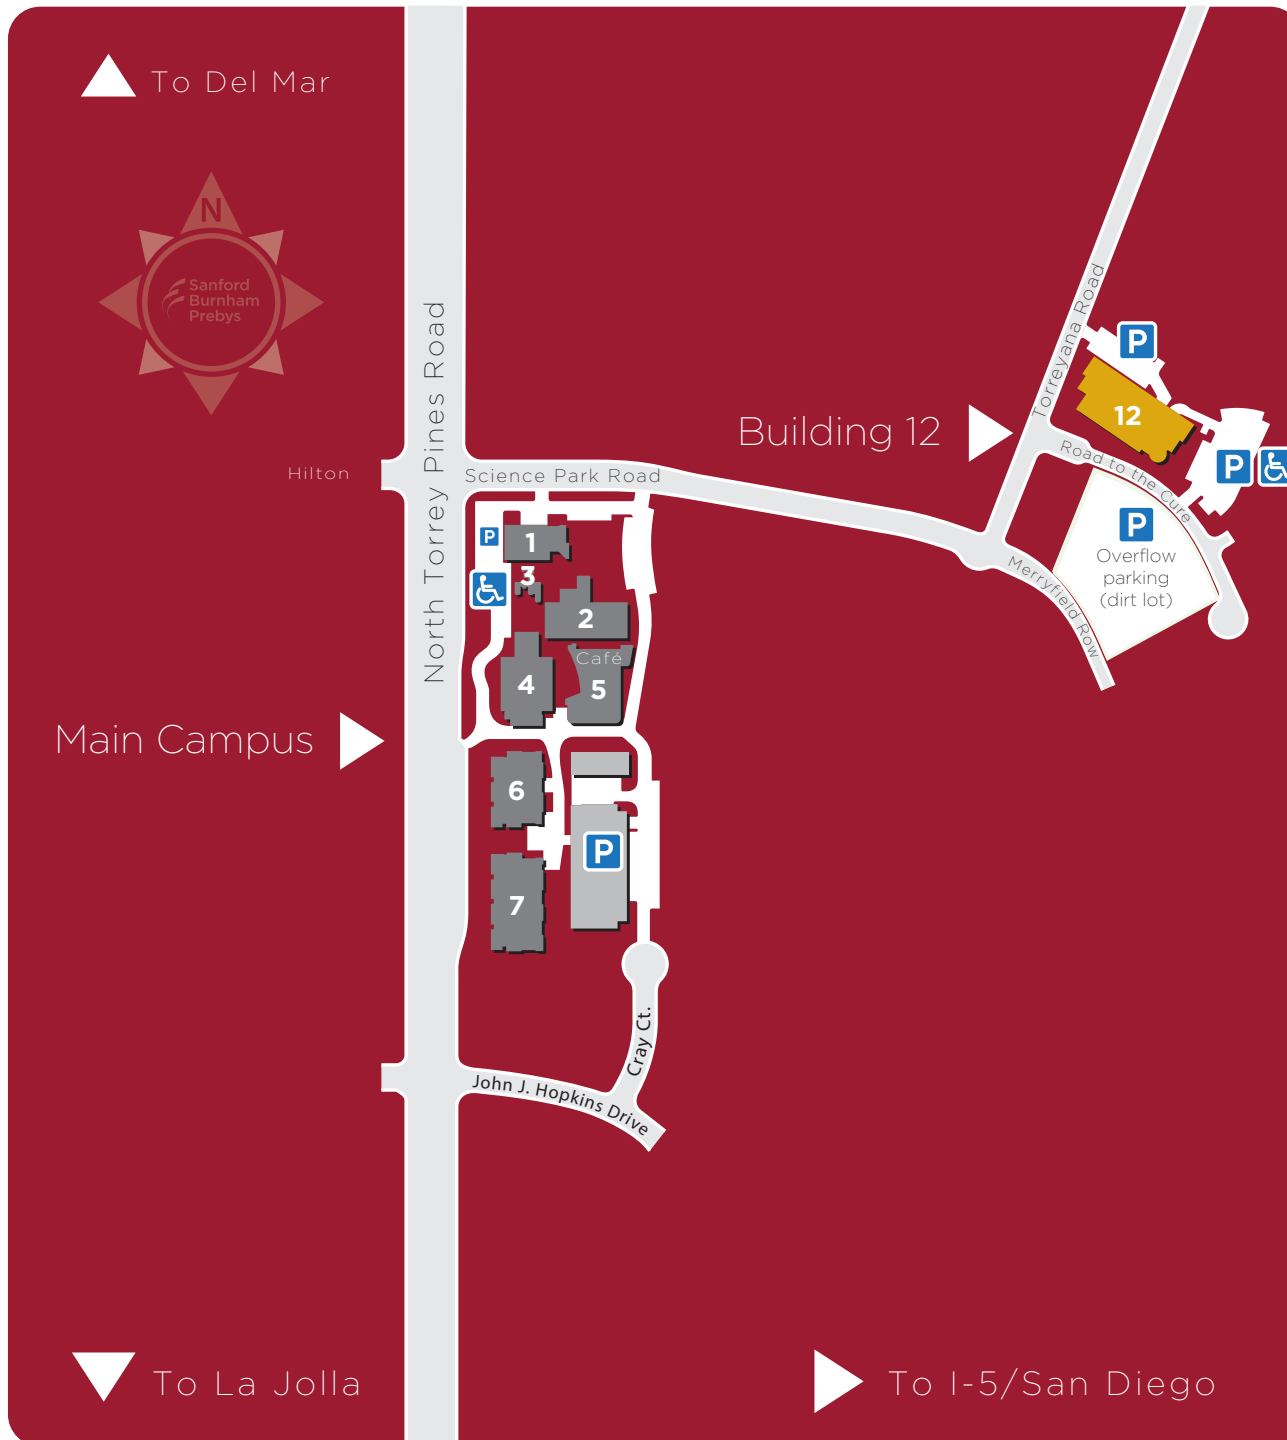 To Del Mar
N
Sanford
Burnham
Prebys
North Torrey Pines Road
Torreyana Road
P
12
Building 12
Hilton
Science Park Road
Road to the Cure
P
P
Overflow
parking
(dirt lot)
Merryfield Row
P
1
3
2
Café
4
5
Main Campus
6
P
7
Cray Ct.
John J. Hopkins Drive
To La Jolla
To I-5/San Diego